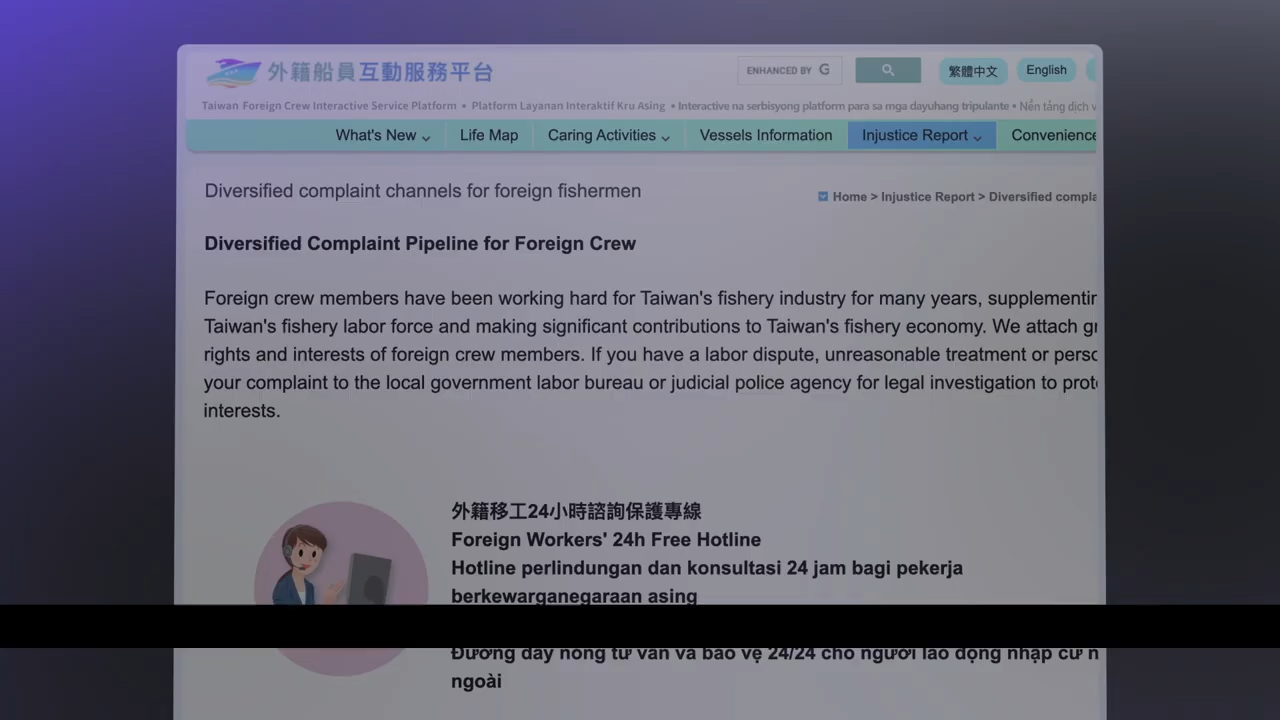 外籍船員互動服務平台
ENHANCED BY G
繁體中文
English
Taiwan Foreign Crew Interactive Service Platform • Platform Layanan Interaktif Kru Asing • Interactive na serbisyong platform para sa mga dayuhang tripulante • Nền tảng dịch
What's New
Life Map
Caring Activities
Vessels Information
Injustice Report
Convenience
Diversified complaint channels for foreign fishermen
Home > Injustice Report > Diversified compla
Diversified Complaint Pipeline for Foreign Crew
Foreign crew members have been working hard for Taiwan's fishery industry for many years, supplementin
Taiwan's fishery labor force and making significant contributions to Taiwan's fishery economy. We attach gr
rights and interests of foreign crew members. If you have a labor dispute, unreasonable treatment or perso
your complaint to the local government labor bureau or judicial police agency for legal investigation to prote
interests.
外籍移工24小時諮詢保護專線
Foreign Workers' 24h Free Hotline
Hotline perlindungan dan konsultasi 24 jam bagi pekerja
berkewarganegaraan asing
Đường dây nóng tư vấn và bảo vệ 24/24 cho người lao động nhập cư n
ngoài